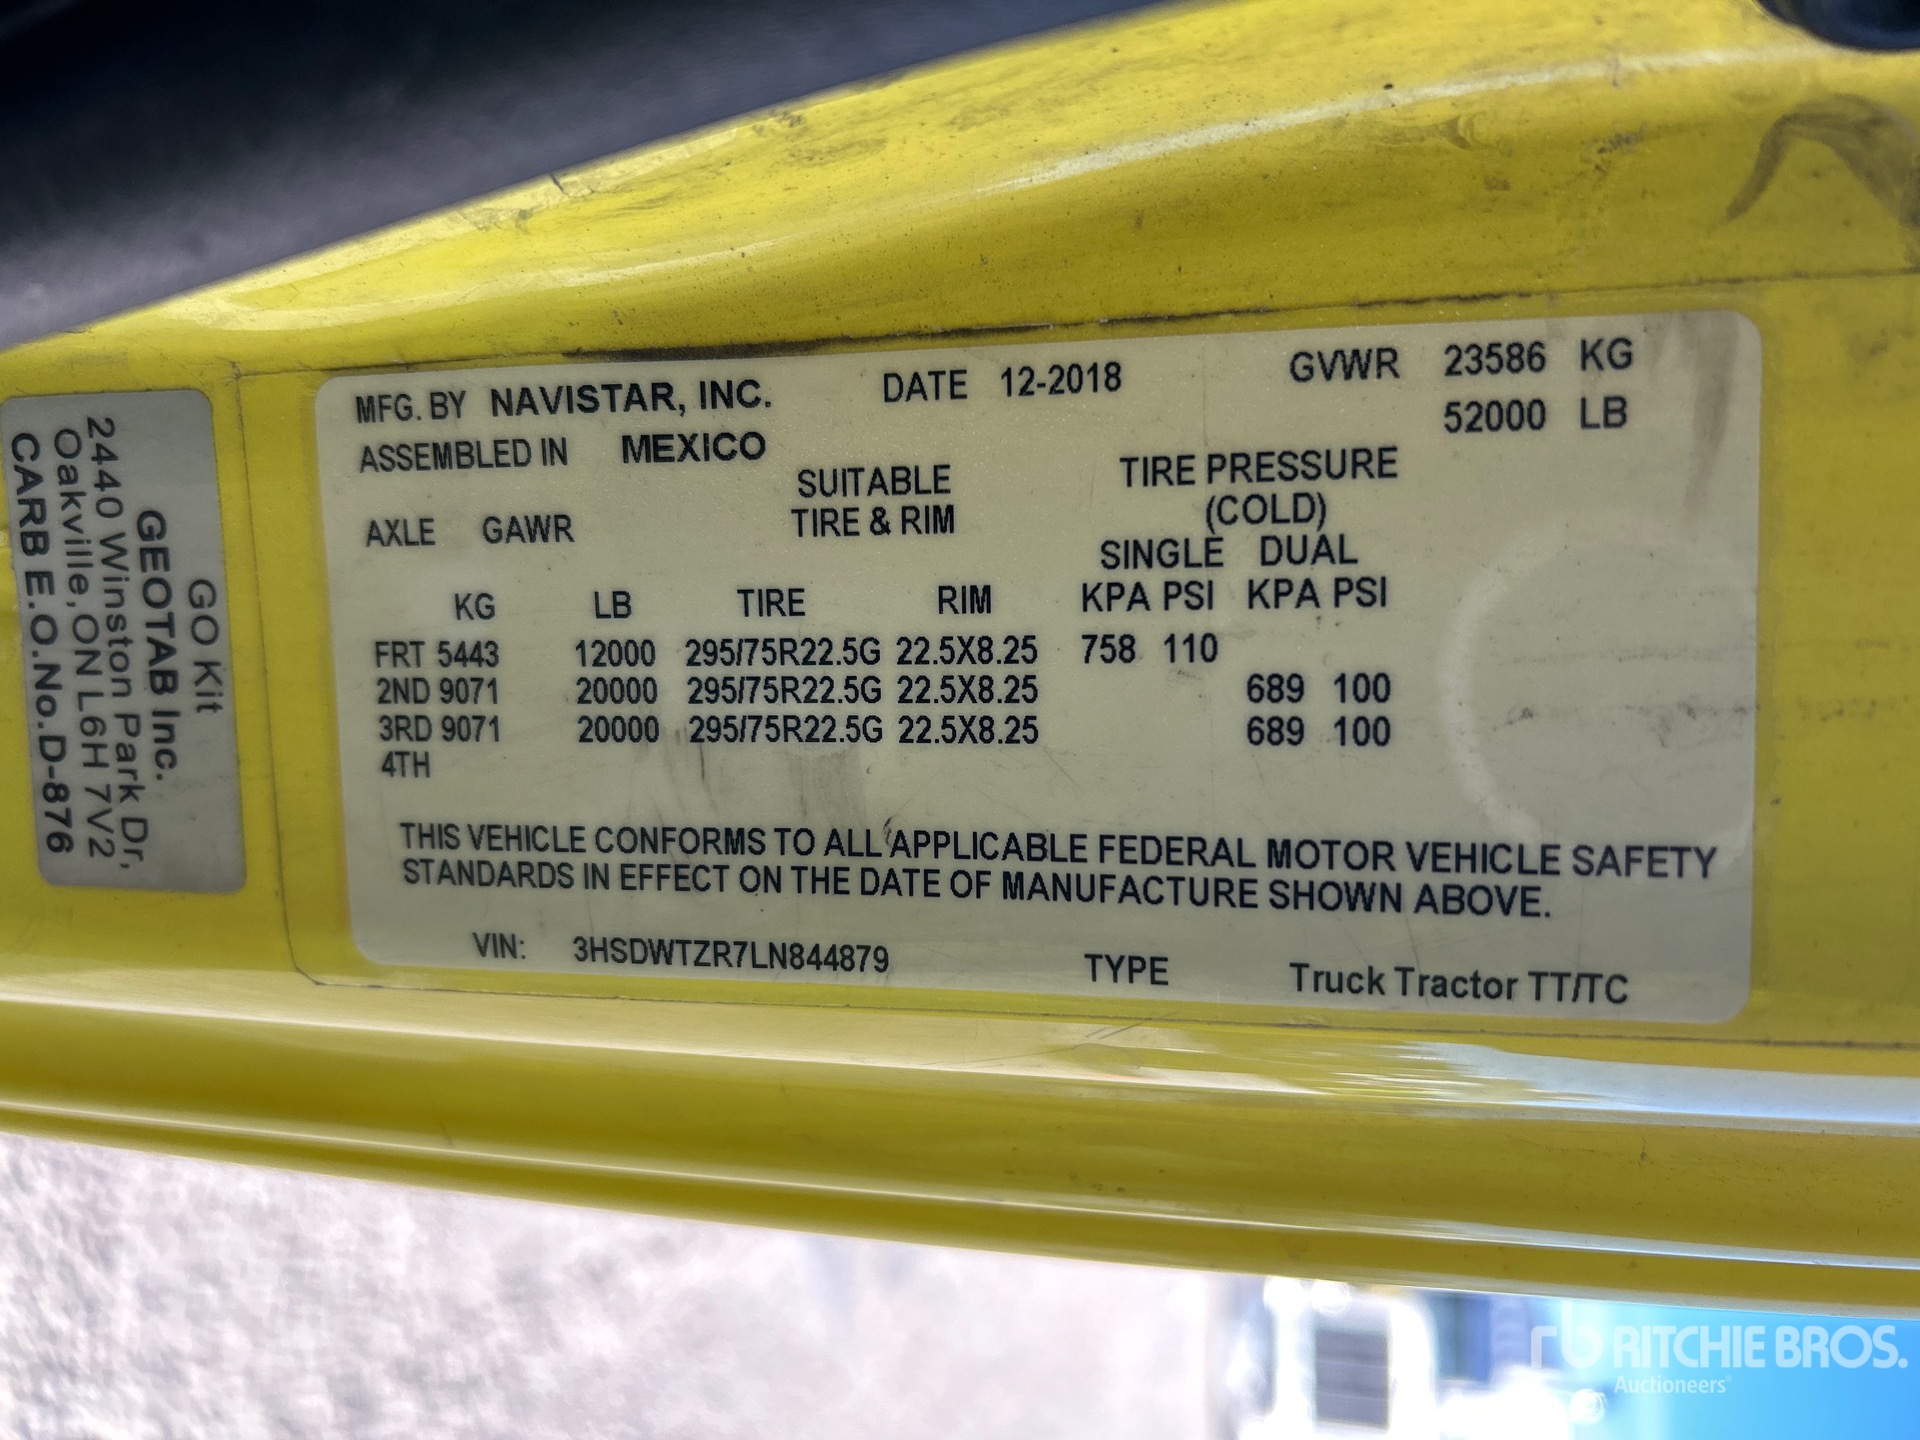 MFG. BY NAVISTAR, INC. DATE 12-2018 GVWR 23586 KG
52000 LB
ASSEMBLED IN MEXICO
SUITABLE TIRE PRESSURE
AXLE GAWR TIRE & RIM (COLD)
SINGLE DUAL
KG LB TIRE RIM KPA PSI KPA PSI
FRT 5443 12000 295/75R22.5G 22.5X8.25 758 110
2ND 9071 20000 295/75R22.5G 22.5X8.25 689 100
3RD 9071 20000 295/75R22.5G 22.5X8.25 689 100
4TH
THIS VEHICLE CONFORMS TO ALL APPLICABLE FEDERAL MOTOR VEHICLE SAFETY
STANDARDS IN EFFECT ON THE DATE OF MANUFACTURE SHOWN ABOVE.
VIN: 3HSDWTZR7LN844879 TYPE Truck Tractor TT/TC
GO Kit
GEOTAB Inc.
2440 Winston Park Dr,
Oakville, ON L6H 7V2
CARB E.O.No.D-876
RITCHIE BROS.
Auctioneers